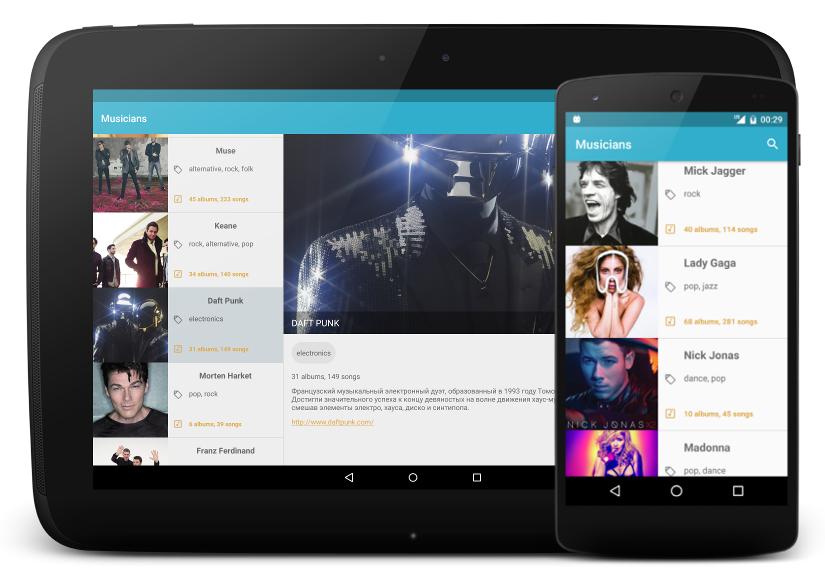 Musicians
Muse
alternative, rock, folk
45 albums, 233 songs
Keane
rock, alternative, pop
34 albums, 140 songs
Daft Punk
electronics
31 albums, 149 songs
Morten Harket
pop, rock
6 albums, 39 songs
Franz Ferdinand
DAFT PUNK
electronics
31 albums, 149 songs
Французский музыкальный электронный дуэт, образованный в 1993 году Томо
Достигли значительного успеха к концу девяностых на волне движения хаус-му
смешав элементы электро, хауса, диско и синтипопа.
http://www.daftpunk.com/
00:29
Musicians
Mick Jagger
rock
40 albums, 114 songs
Lady Gaga
pop, jazz
68 albums, 281 songs
Nick Jonas
dance, pop
10 albums, 45 songs
NICK JONAS X2
Madonna
pop, dance